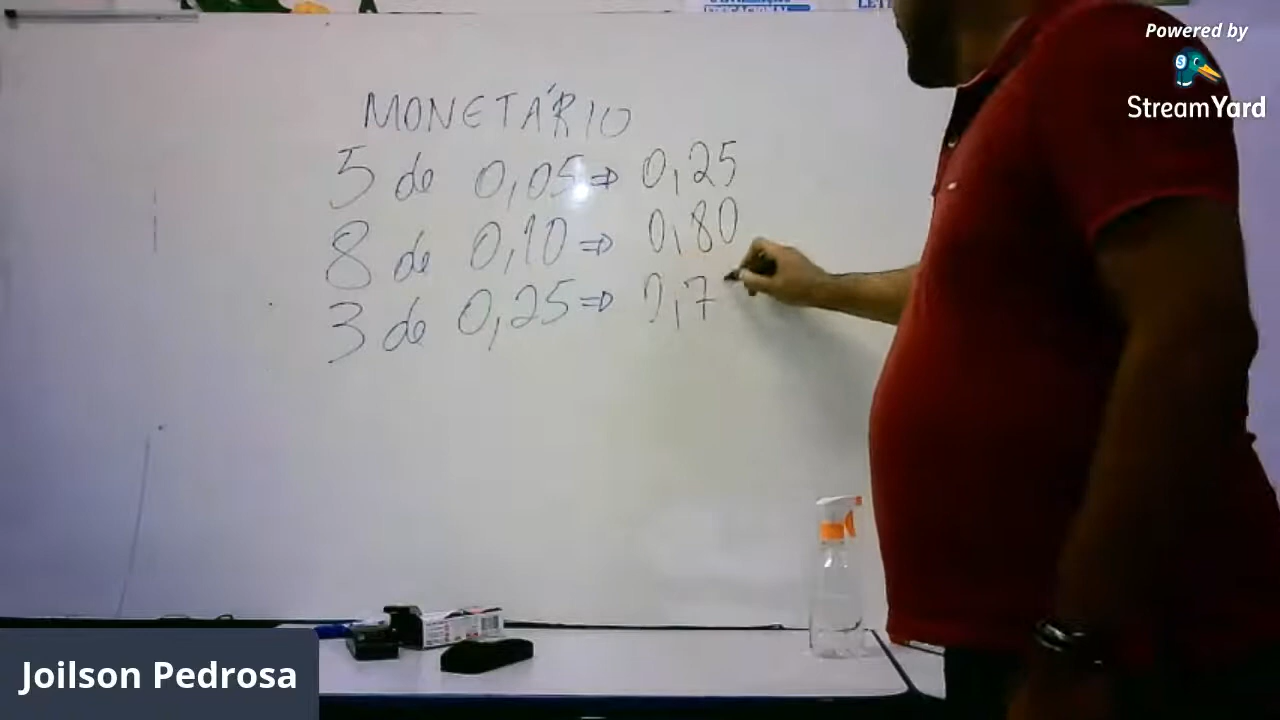 Powered by
StreamYard
MONETÁRIO
5 de 0,05 ⇒ 0,25
8 de 0,10 ⇒ 0,80
3 de 0,25 ⇒ 0,7
Joilson Pedrosa